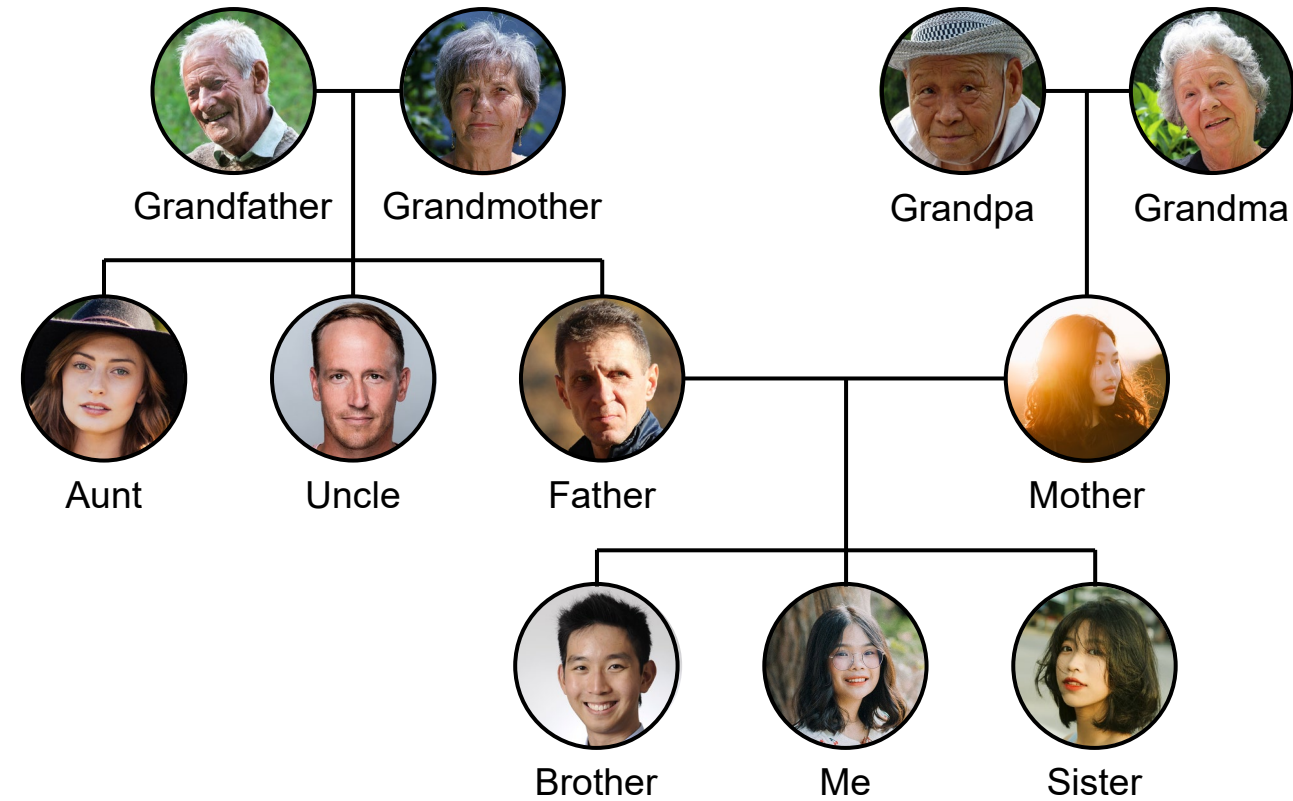 Grandfather
Grandmother
Grandpa
Grandma
Aunt
Uncle
Father
Mother
Brother
Me
Sister